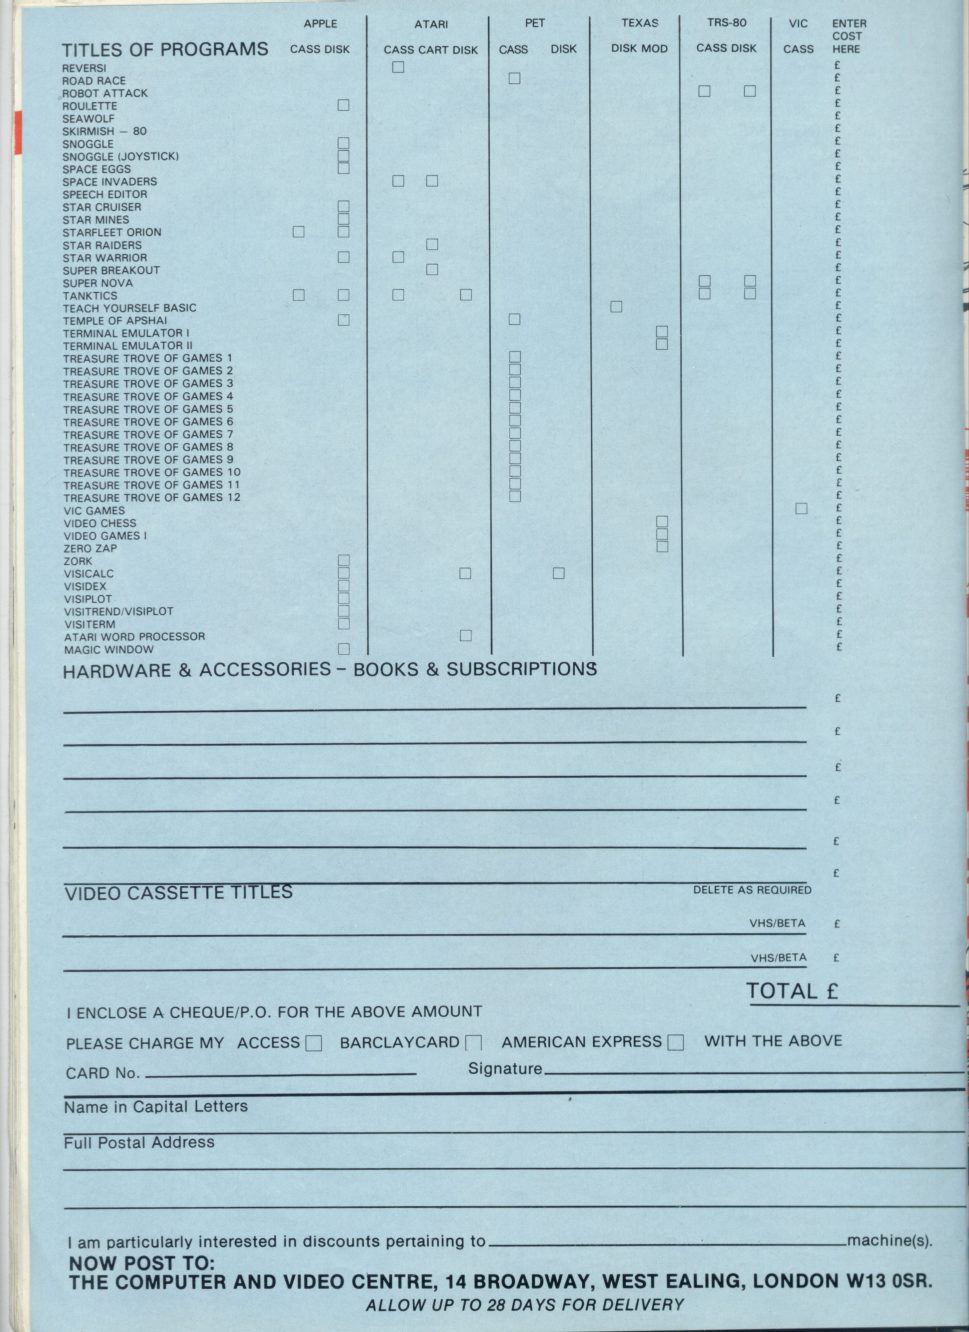 APPLE ATARI PET TEXAS TRS-80 VIC ENTER
COST
TITLES OF PROGRAMS CASS DISK CASS CART DISK CASS DISK DISK MOD CASS DISK CASS HERE
REVERSI £
ROAD RACE £
ROBOT ATTACK £
ROULETTE £
SEAWOLF £
SKIRMISH — 80 £
SNOGGLE £
SNOGGLE (JOYSTICK) £
SPACE EGGS £
SPACE INVADERS £
SPEECH EDITOR £
STAR CRUISER £
STAR MINES £
STARFLEET ORION £
STAR RAIDERS £
STAR WARRIOR £
SUPER BREAKOUT £
SUPER NOVA £
TANKTICS £
TEACH YOURSELF BASIC £
TEMPLE OF APSHAI £
TERMINAL EMULATOR I £
TERMINAL EMULATOR II £
TREASURE TROVE OF GAMES 1 £
TREASURE TROVE OF GAMES 2 £
TREASURE TROVE OF GAMES 3 £
TREASURE TROVE OF GAMES 4 £
TREASURE TROVE OF GAMES 5 £
TREASURE TROVE OF GAMES 6 £
TREASURE TROVE OF GAMES 7 £
TREASURE TROVE OF GAMES 8 £
TREASURE TROVE OF GAMES 9 £
TREASURE TROVE OF GAMES 10 £
TREASURE TROVE OF GAMES 11 £
TREASURE TROVE OF GAMES 12 £
VIC GAMES £
VIDEO CHESS £
VIDEO GAMES I £
ZERO ZAP £
ZORK £
VISICALC £
VISIDEX £
VISIPLOT £
VISITREND/VISIPLOT £
VISITERM £
ATARI WORD PROCESSOR £
MAGIC WINDOW £
HARDWARE & ACCESSORIES – BOOKS & SUBSCRIPTIONS
£
£
£
£
£
£
VIDEO CASSETTE TITLES DELETE AS REQUIRED
VHS/BETA £
VHS/BETA £
TOTAL £
I ENCLOSE A CHEQUE/P.O. FOR THE ABOVE AMOUNT
PLEASE CHARGE MY ACCESS BARCLAYCARD AMERICAN EXPRESS WITH THE ABOVE
CARD No. Signature
Name in Capital Letters
Full Postal Address
I am particularly interested in discounts pertaining to machine(s).
NOW POST TO:
THE COMPUTER AND VIDEO CENTRE, 14 BROADWAY, WEST EALING, LONDON W13 0SR.
ALLOW UP TO 28 DAYS FOR DELIVERY